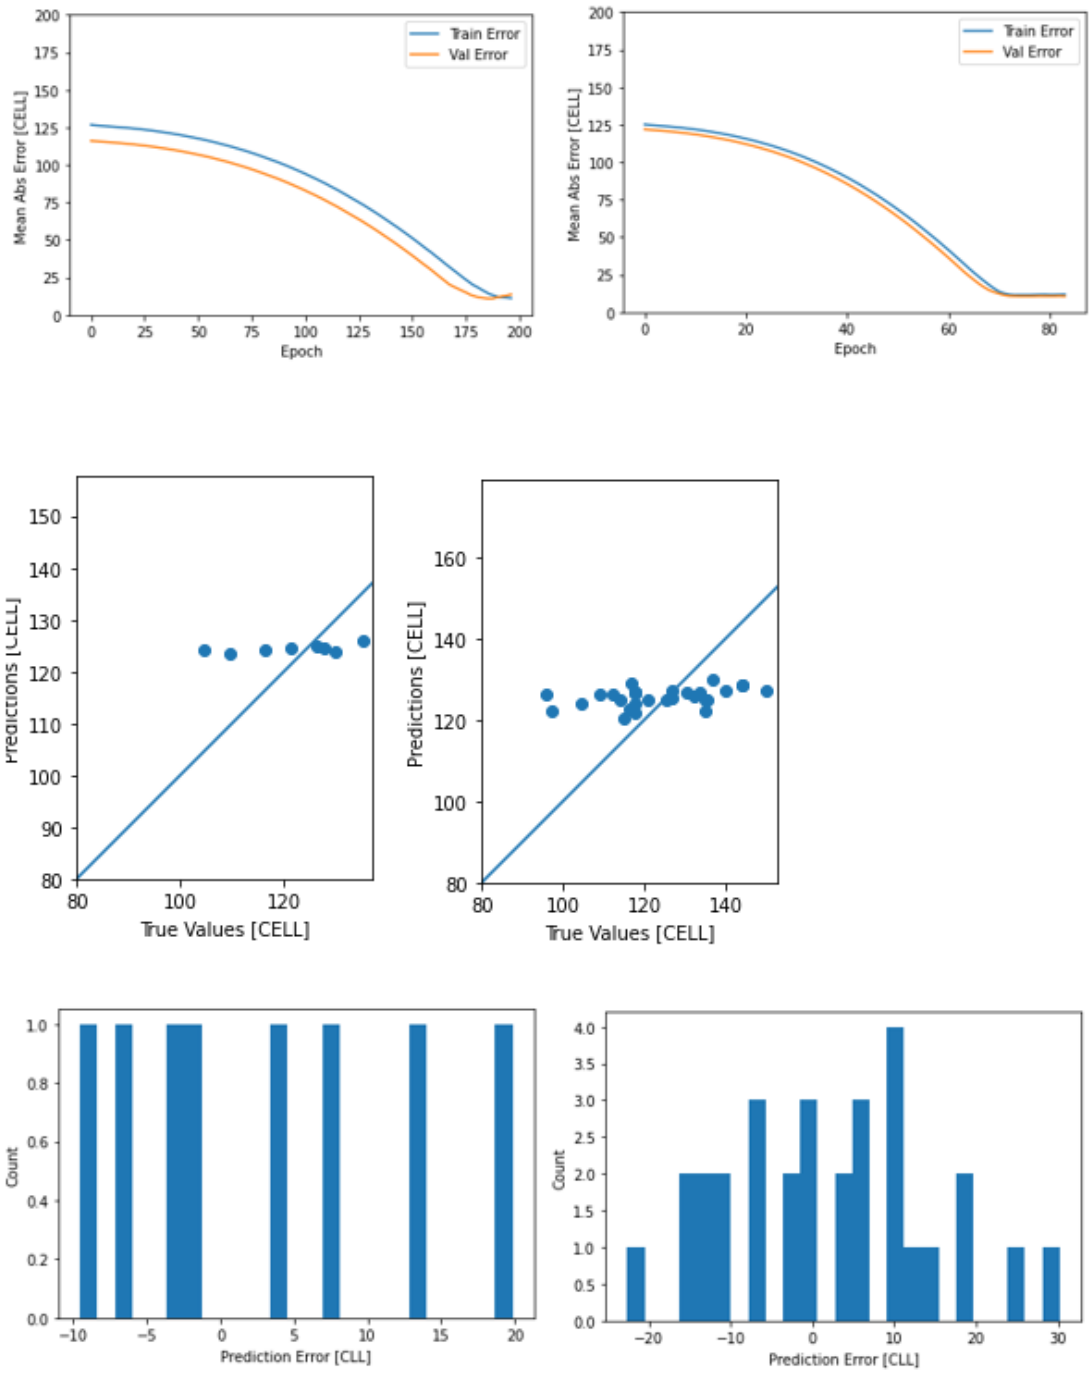 200
175
150
125
100
75
50
25
0
Mean Abs Error [CELL]
Train Error
Val Error
0 25 50 75 100 125 150 175 200
Epoch
200
175
150
125
100
75
50
25
0
Mean Abs Error [CELL]
Train Error
Val Error
0 20 40 60 80
Epoch
150
140
130
120
110
100
90
80
Predictions [CELL]
80 100 120
True Values [CELL]
160
140
120
100
80
Predictions [CELL]
80 100 120 140
True Values [CELL]
1.0
0.8
0.6
0.4
0.2
0.0
Count
−10 −5 0 5 10 15 20
Prediction Error [CLL]
4.0
3.5
3.0
2.5
2.0
1.5
1.0
0.5
0.0
Count
−20 −10 0 10 20 30
Prediction Error [CLL]